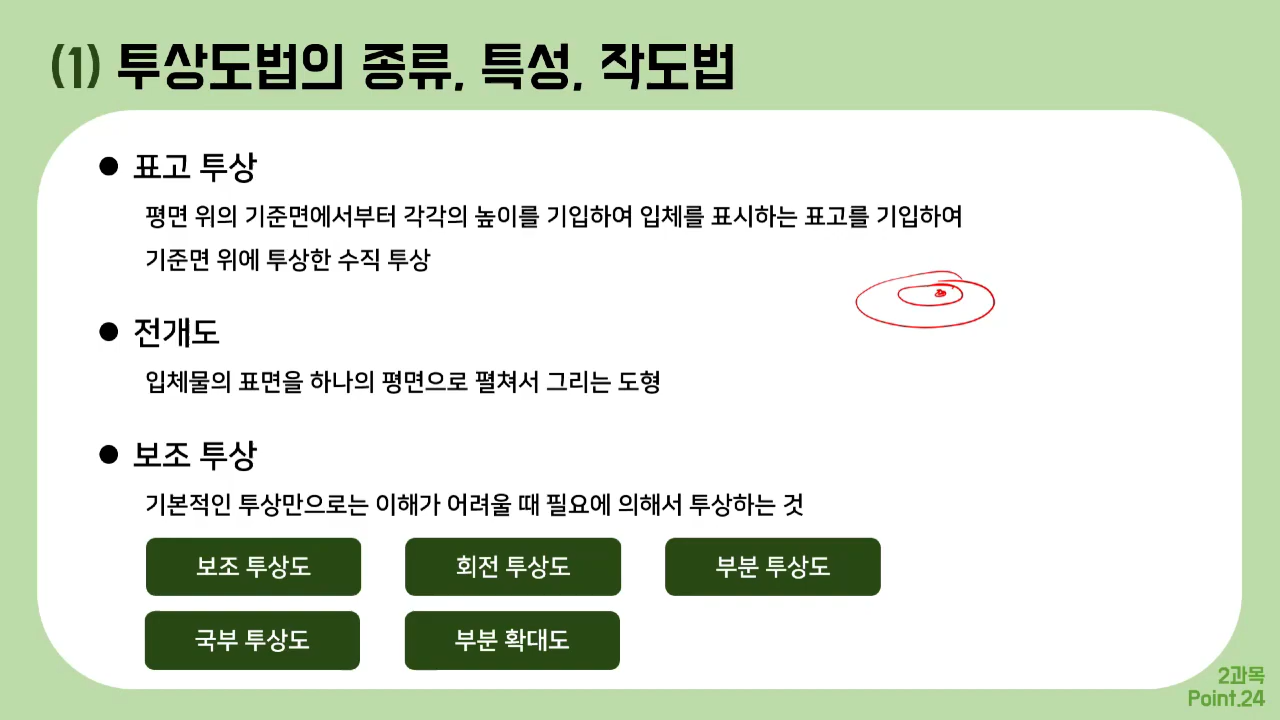 (1) 투상도법의 종류, 특성, 작도법
● 표고 투상
평면 위의 기준면에서부터 각각의 높이를 기입하여 입체를 표시하는 표고를 기입하여
기준면 위에 투상한 수직 투상
● 전개도
입체물의 표면을 하나의 평면으로 펼쳐서 그리는 도형
● 보조 투상
기본적인 투상만으로는 이해가 어려울 때 필요에 의해서 투상하는 것
보조 투상도 회전 투상도 부분 투상도
국부 투상도 부분 확대도
2과목
Point.24